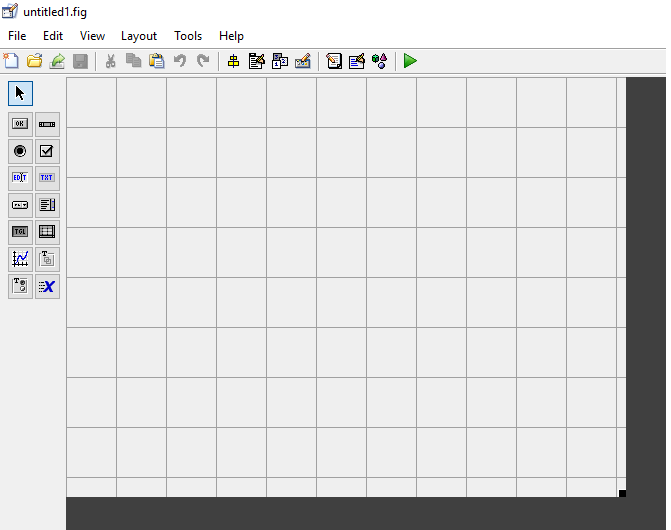 untitled1.fig
File Edit View Layout Tools Help
OK
EDIT TXT
TGL
T
T
X